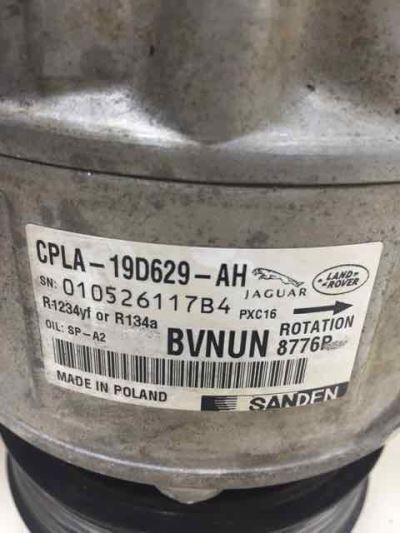 CPLA-19D629-AH
JAGUAR
LAND-
ROVER
SN: 010526117B4
R1234yf or R134a
PXC16
ROTATION
OIL: SP-A2
BVNUN 8776P
MADE IN POLAND
SANDEN